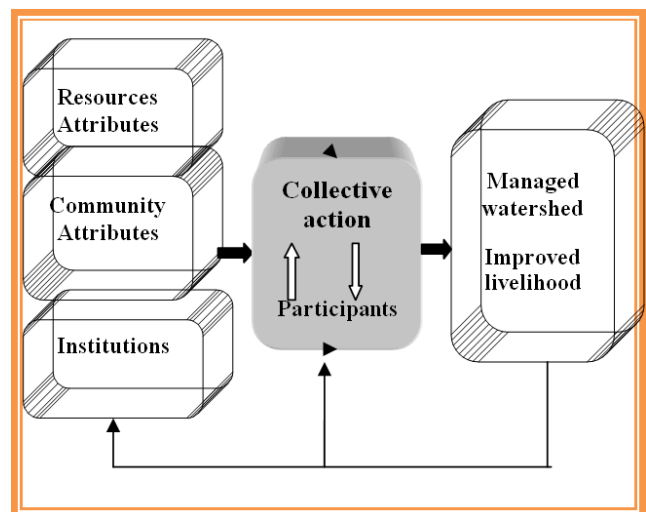 Resources
Attributes
Community
Attributes
Institutions
Collective
action
Participants
Managed
watershed
Improved
livelihood